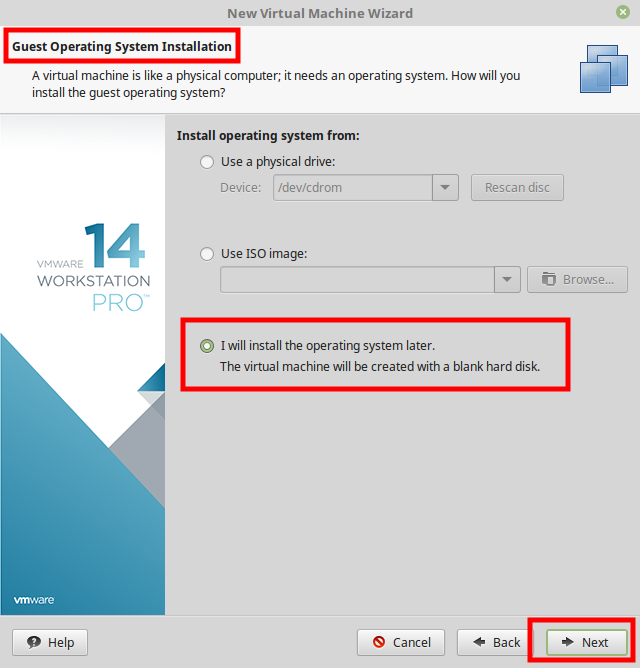 New Virtual Machine Wizard
Guest Operating System Installation
A virtual machine is like a physical computer; it needs an operating system. How will you
install the guest operating system?
Install operating system from:
Use a physical drive:
Device: /dev/cdrom Rescan disc
Use ISO image:
Browse...
I will install the operating system later.
The virtual machine will be created with a blank hard disk.
14
VMWARE
WORKSTATION
PRO™
vmware
Help Cancel Back Next